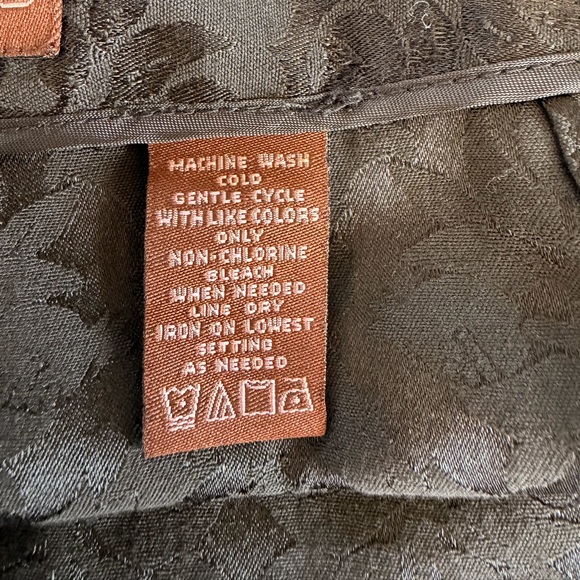 MACHINE WASH
COLD
GENTLE CYCLE
WITH LIKE COLORS
ONLY
NON-CHLORINE
BLEACH
WHEN NEEDED
LINE DRY
IRON ON LOWEST
SETTING
AS NEEDED